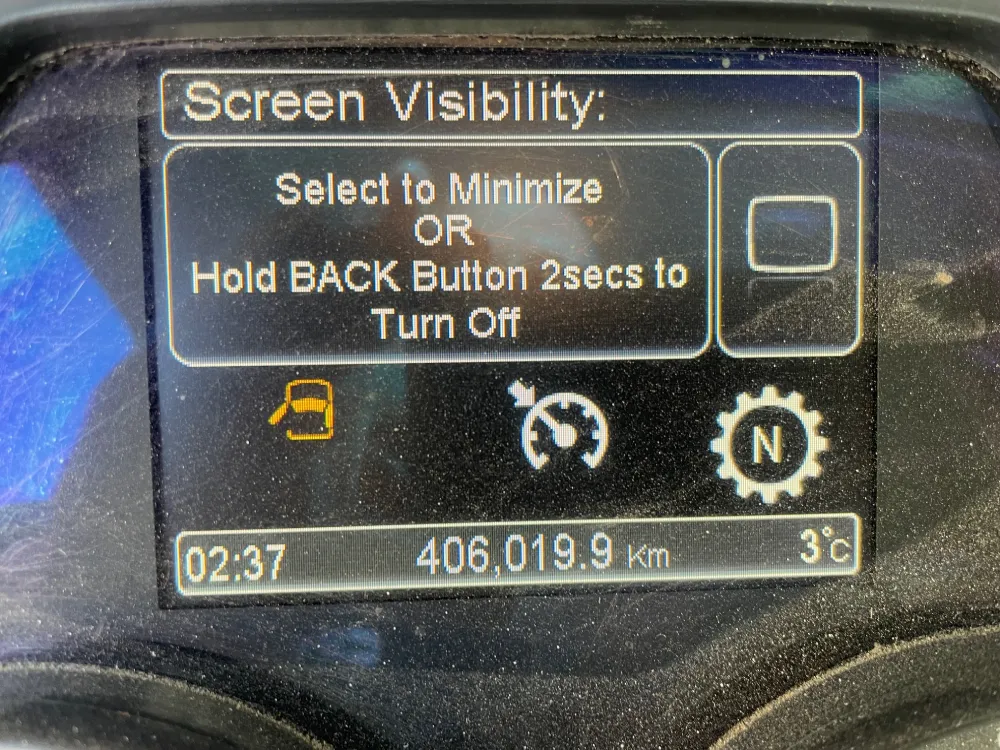 Screen Visibility:
Select to Minimize
OR
Hold BACK Button 2secs to
Turn Off
N
02:37 406,019.9 Km 3°C